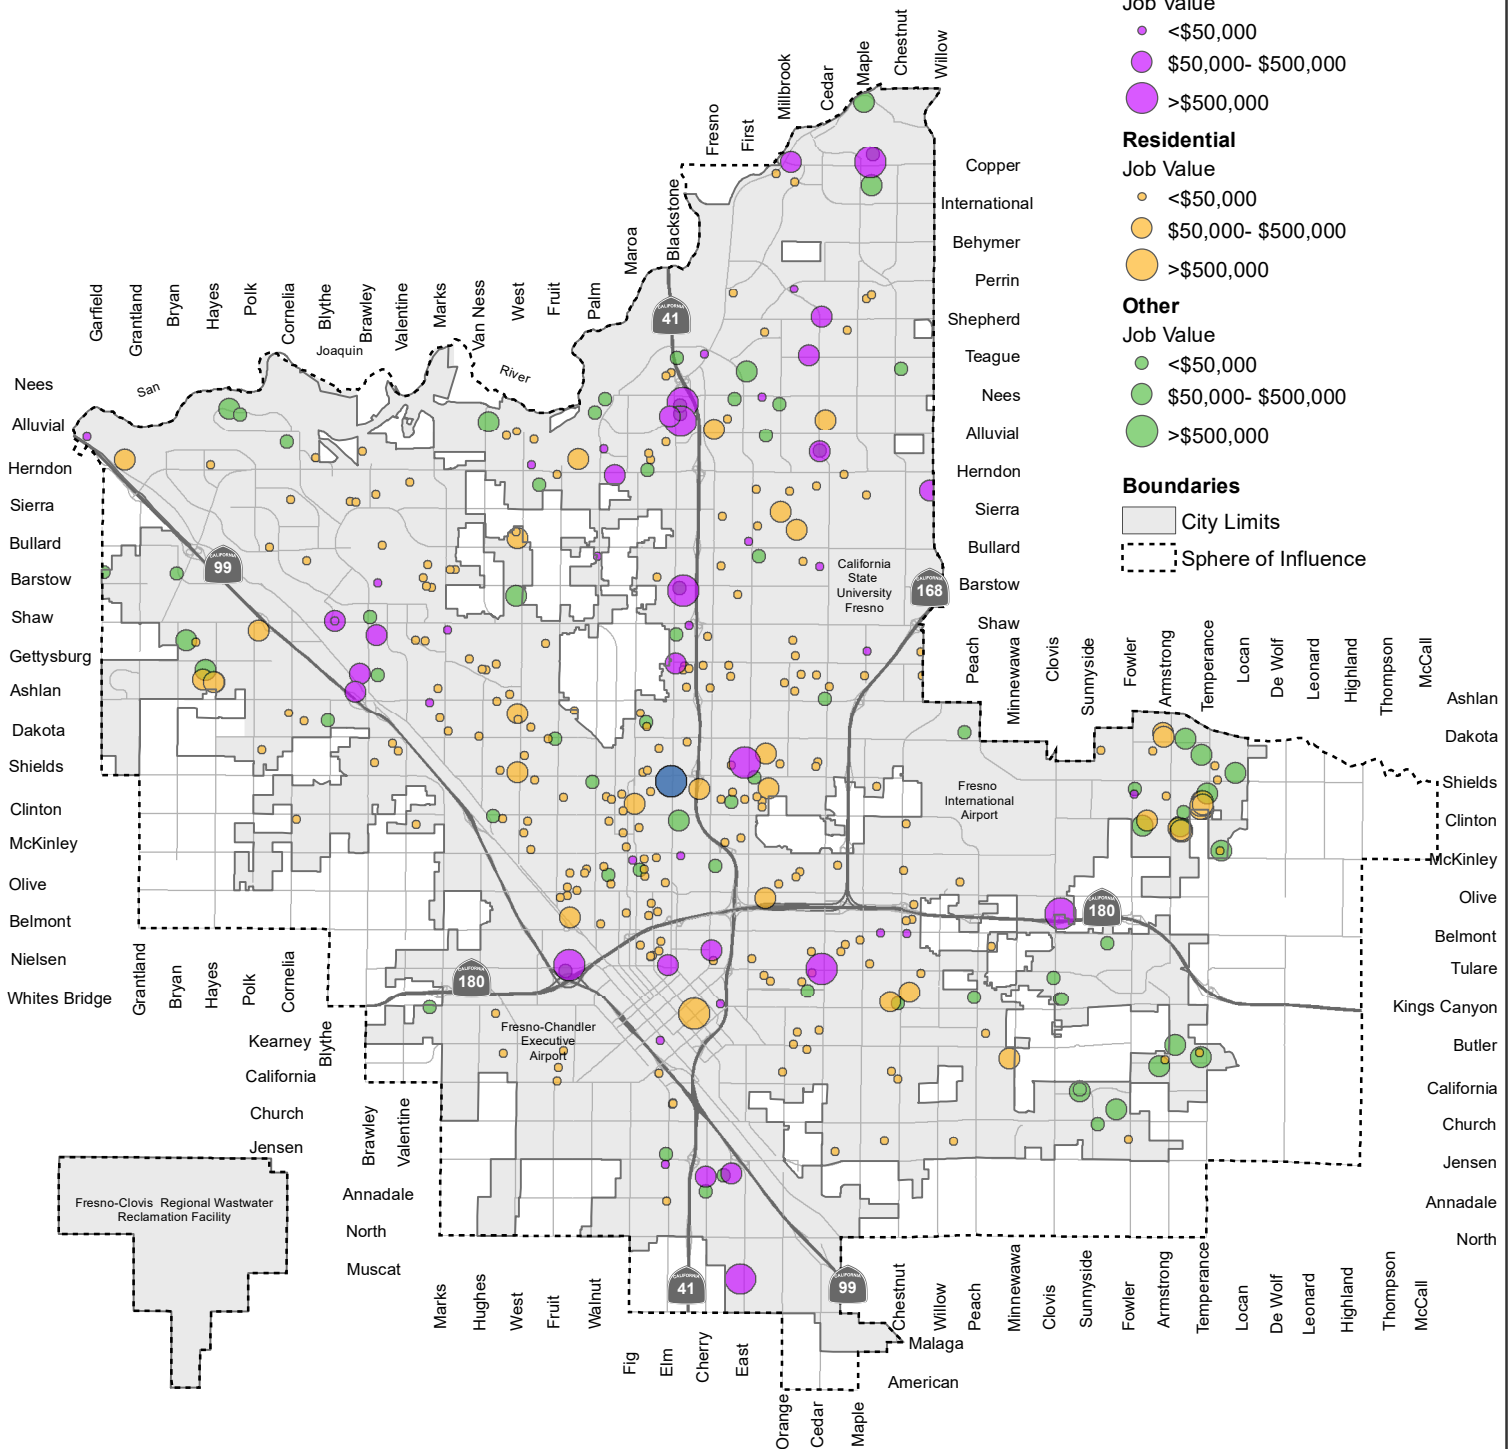 Job Value
<$50,000
$50,000- $500,000
>$500,000
Residential
Job Value
<$50,000
$50,000- $500,000
>$500,000
Other
Job Value
<$50,000
$50,000- $500,000
>$500,000
Boundaries
City Limits
Sphere of Influence
Garfield
Grantland
Bryan
Hayes
Polk
Cornelia
Blythe
Brawley
Valentine
Marks
Van Ness
West
Fruit
Palm
Maroa
Blackstone
Fresno
First
Millbrook
Cedar
Maple
Chestnut
Willow
San
Joaquin
River
Copper
International
Behymer
Perrin
Shepherd
Teague
Nees
Alluvial
Herndon
Sierra
Bullard
Barstow
Shaw
Nees
Alluvial
Herndon
Sierra
Bullard
Barstow
Shaw
Gettysburg
Ashlan
Dakota
Shields
Clinton
McKinley
Olive
Belmont
Nielsen
Whites Bridge
Kearney
California
Church
Jensen
Annadale
North
Muscat
CALIFORNIA
41
CALIFORNIA
99
CALIFORNIA
168
CALIFORNIA
180
CALIFORNIA
180
CALIFORNIA
41
CALIFORNIA
99
California
State
University
Fresno
Fresno
International
Airport
Fresno-Chandler
Executive
Airport
Peach
Minnewawa
Clovis
Sunnyside
Fowler
Armstrong
Temperance
Locan
De Wolf
Leonard
Highland
Thompson
McCall
Ashlan
Dakota
Shields
Clinton
McKinley
Olive
Belmont
Tulare
Kings Canyon
Butler
California
Church
Jensen
Annadale
North
Grantland
Bryan
Hayes
Polk
Cornelia
Blythe
Brawley
Valentine
Fresno-Clovis Regional Wastwater
Reclamation Facility
Marks
Hughes
West
Fruit
Walnut
Fig
Elm
Cherry
East
Orange
Cedar
Maple
Chestnut
Willow
Peach
Minnewawa
Clovis
Sunnyside
Fowler
Armstrong
Temperance
Locan
De Wolf
Leonard
Highland
Thompson
McCall
Malaga
American